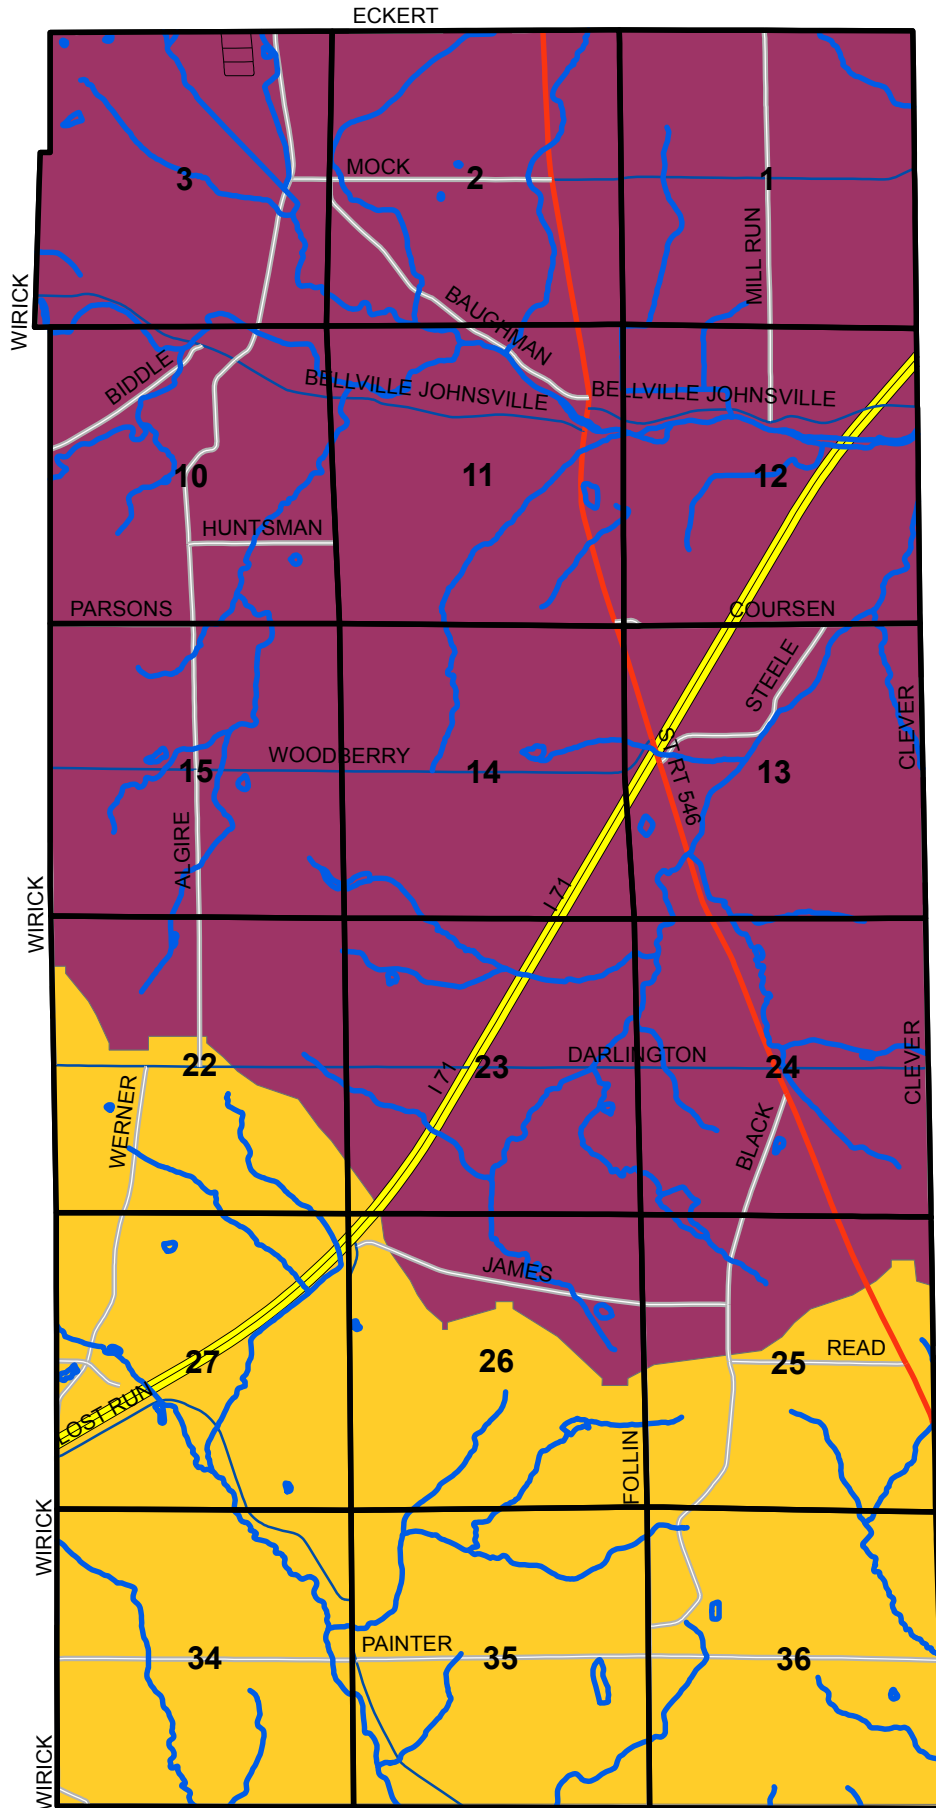 ECKERT
MOCK
3
2
1
MILL RUN
WIRICK
BAUGHMAN
BIDDLE
BELLVILLE JOHNSVILLE
BELLVILLE JOHNSVILLE
10
11
12
HUNTSMAN
PARSONS
COURSEN
STEELE
CLEVER
WOODBERRY
ST RT 546
15
14
13
ALGIRE
I 71
WIRICK
DARLINGTON
CLEVER
22
23
24
I 71
WERNER
BLACK
JAMES
READ
27
26
25
LOST RUN
FOLLIN
WIRICK
PAINTER
34
35
36
WIRICK